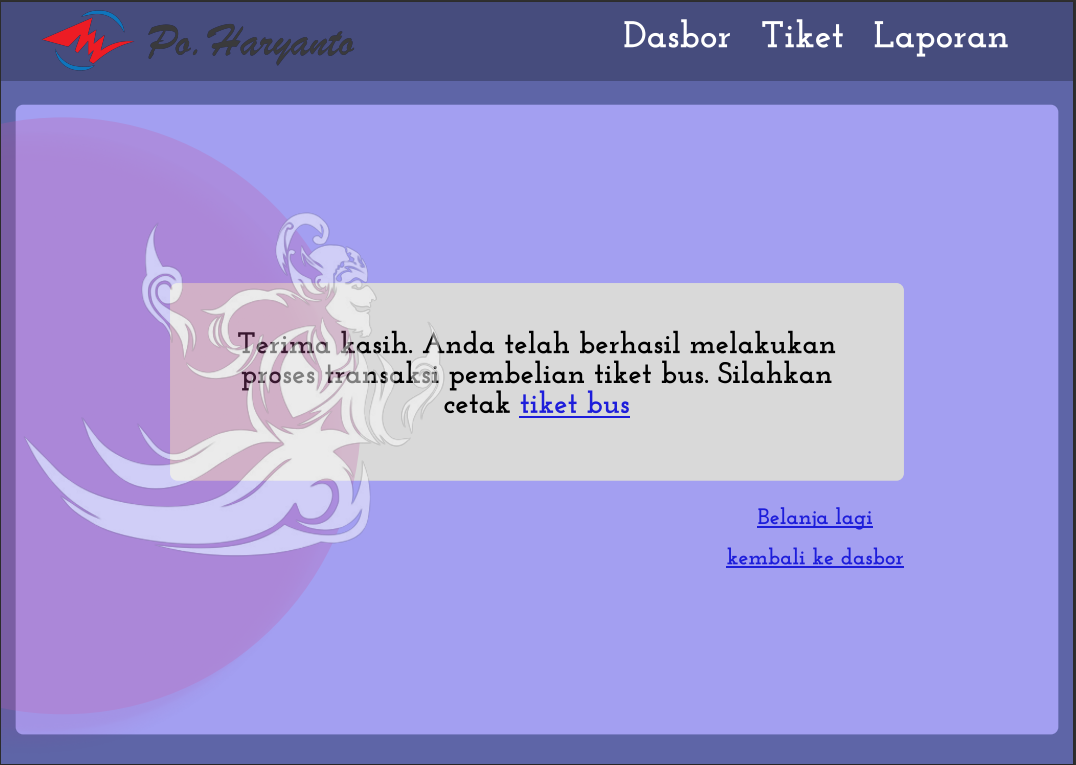 Po. Haryanto
Dasbor Tiket Laporan
Terima kasih. Anda telah berhasil melakukan
proses transaksi pembelian tiket bus. Silahkan
cetak tiket bus
Belanja lagi
kembali ke dasbor